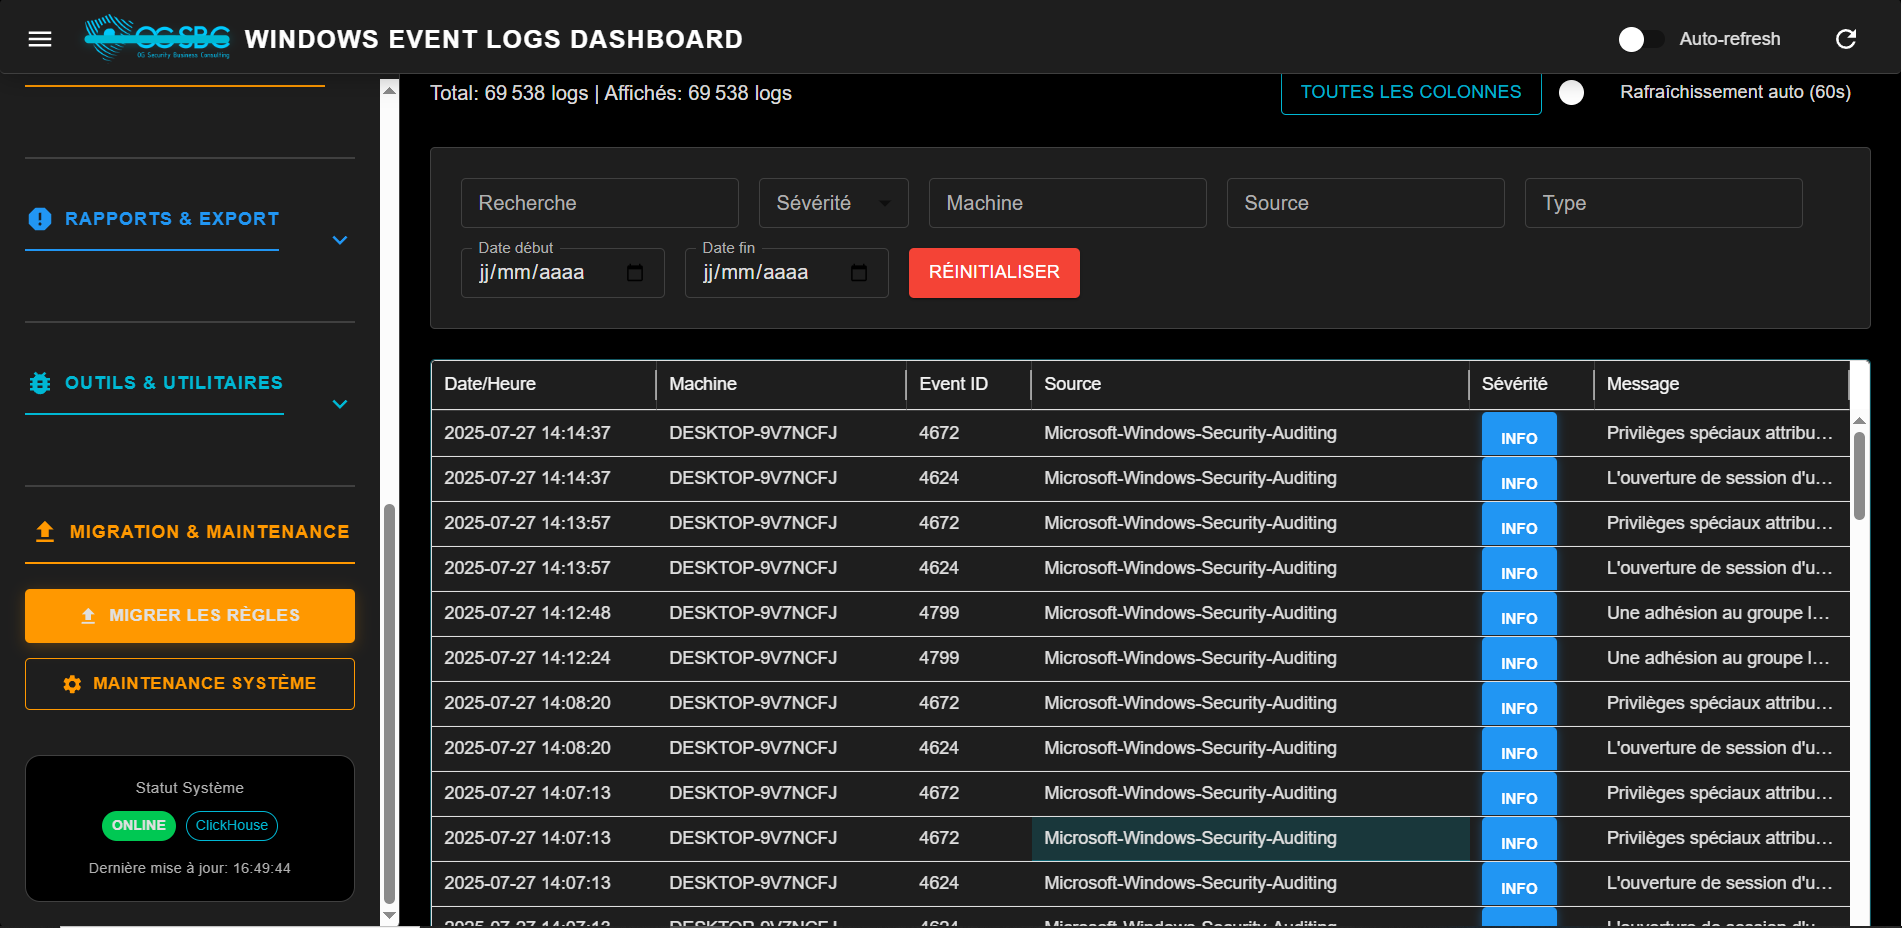 OG SBC
OG Security Business Consulting
WINDOWS EVENT LOGS DASHBOARD
Auto-refresh
RAPPORTS & EXPORT
OUTILS & UTILITAIRES
MIGRATION & MAINTENANCE
MIGRER LES RÈGLES
MAINTENANCE SYSTÈME
Statut Système
ONLINE ClickHouse
Dernière mise à jour: 16:49:44
Total: 69 538 logs | Affichés: 69 538 logs
TOUTES LES COLONNES
Rafraîchissement auto (60s)
Recherche Sévérité Machine Source Type
Date début Date fin
jj/mm/aaaa jj/mm/aaaa RÉINITIALISER
Date/Heure Machine Event ID Source Sévérité Message
2025-07-27 14:14:37 DESKTOP-9V7NCFJ 4672 Microsoft-Windows-Security-Auditing INFO Privilèges spéciaux attribu…
2025-07-27 14:14:37 DESKTOP-9V7NCFJ 4624 Microsoft-Windows-Security-Auditing INFO L'ouverture de session d'u…
2025-07-27 14:13:57 DESKTOP-9V7NCFJ 4672 Microsoft-Windows-Security-Auditing INFO Privilèges spéciaux attribu…
2025-07-27 14:13:57 DESKTOP-9V7NCFJ 4624 Microsoft-Windows-Security-Auditing INFO L'ouverture de session d'u…
2025-07-27 14:12:48 DESKTOP-9V7NCFJ 4799 Microsoft-Windows-Security-Auditing INFO Une adhésion au groupe l…
2025-07-27 14:12:24 DESKTOP-9V7NCFJ 4799 Microsoft-Windows-Security-Auditing INFO Une adhésion au groupe l…
2025-07-27 14:08:20 DESKTOP-9V7NCFJ 4672 Microsoft-Windows-Security-Auditing INFO Privilèges spéciaux attribu…
2025-07-27 14:08:20 DESKTOP-9V7NCFJ 4624 Microsoft-Windows-Security-Auditing INFO L'ouverture de session d'u…
2025-07-27 14:07:13 DESKTOP-9V7NCFJ 4672 Microsoft-Windows-Security-Auditing INFO Privilèges spéciaux attribu…
2025-07-27 14:07:13 DESKTOP-9V7NCFJ 4672 Microsoft-Windows-Security-Auditing INFO Privilèges spéciaux attribu…
2025-07-27 14:07:13 DESKTOP-9V7NCFJ 4624 Microsoft-Windows-Security-Auditing INFO L'ouverture de session d'u…